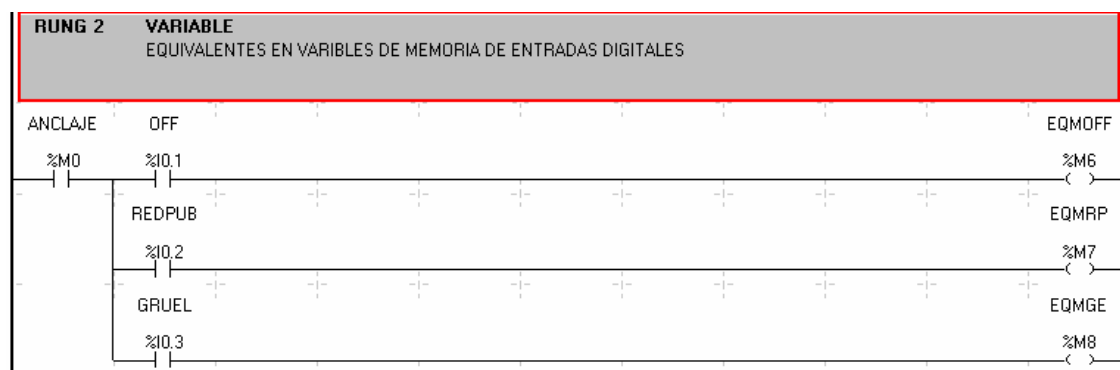 RUNG 2 VARIABLE
EQUIVALENTES EN VARIBLES DE MEMORIA DE ENTRADAS DIGITALES
ANCLAJE OFF EQMOFF
%M0 %I0.1 %M6
REDPUB EQMRP
%I0.2 %M7
GRUEL EQMGE
%I0.3 %M8